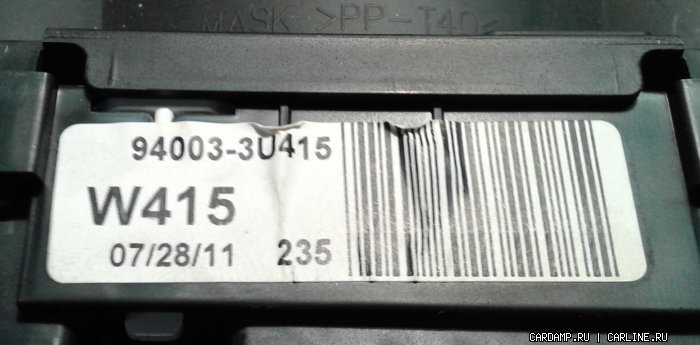 MASK >PP-T40<
94003-3U415
W415
07/28/11 235
CARDAMP.RU | CARLINE.RU